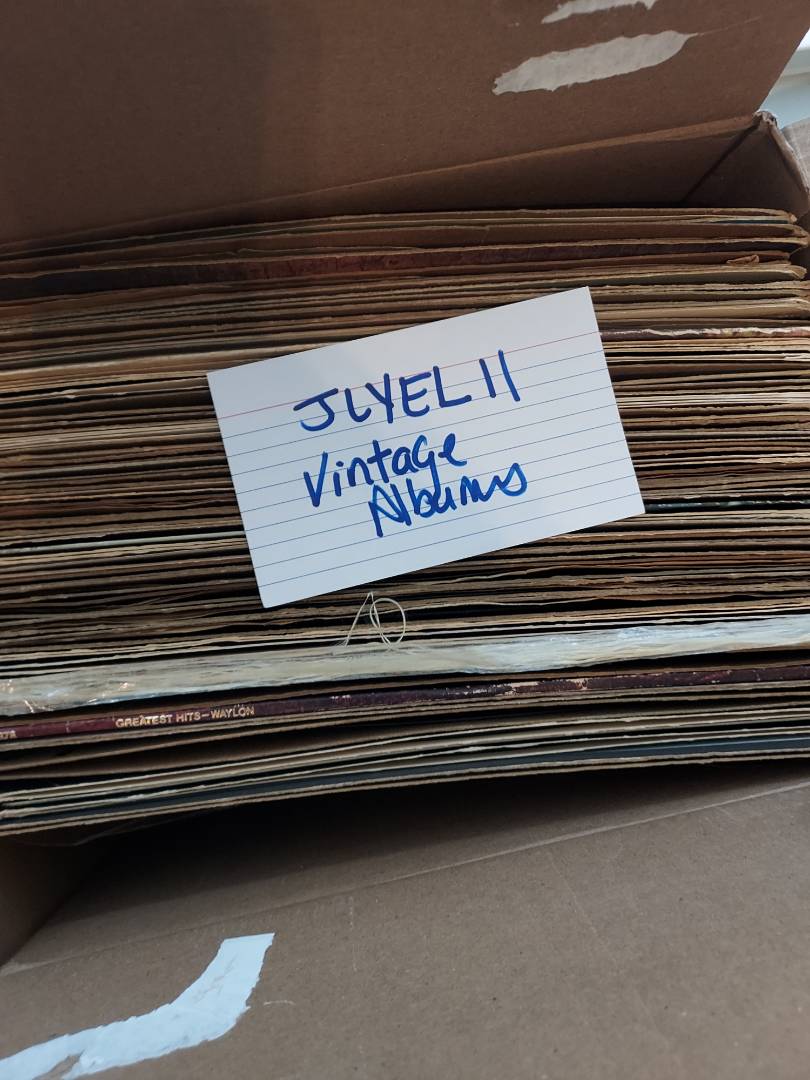 JLYEL11
Vintage
Albums
GREATEST HITS–WAYLON